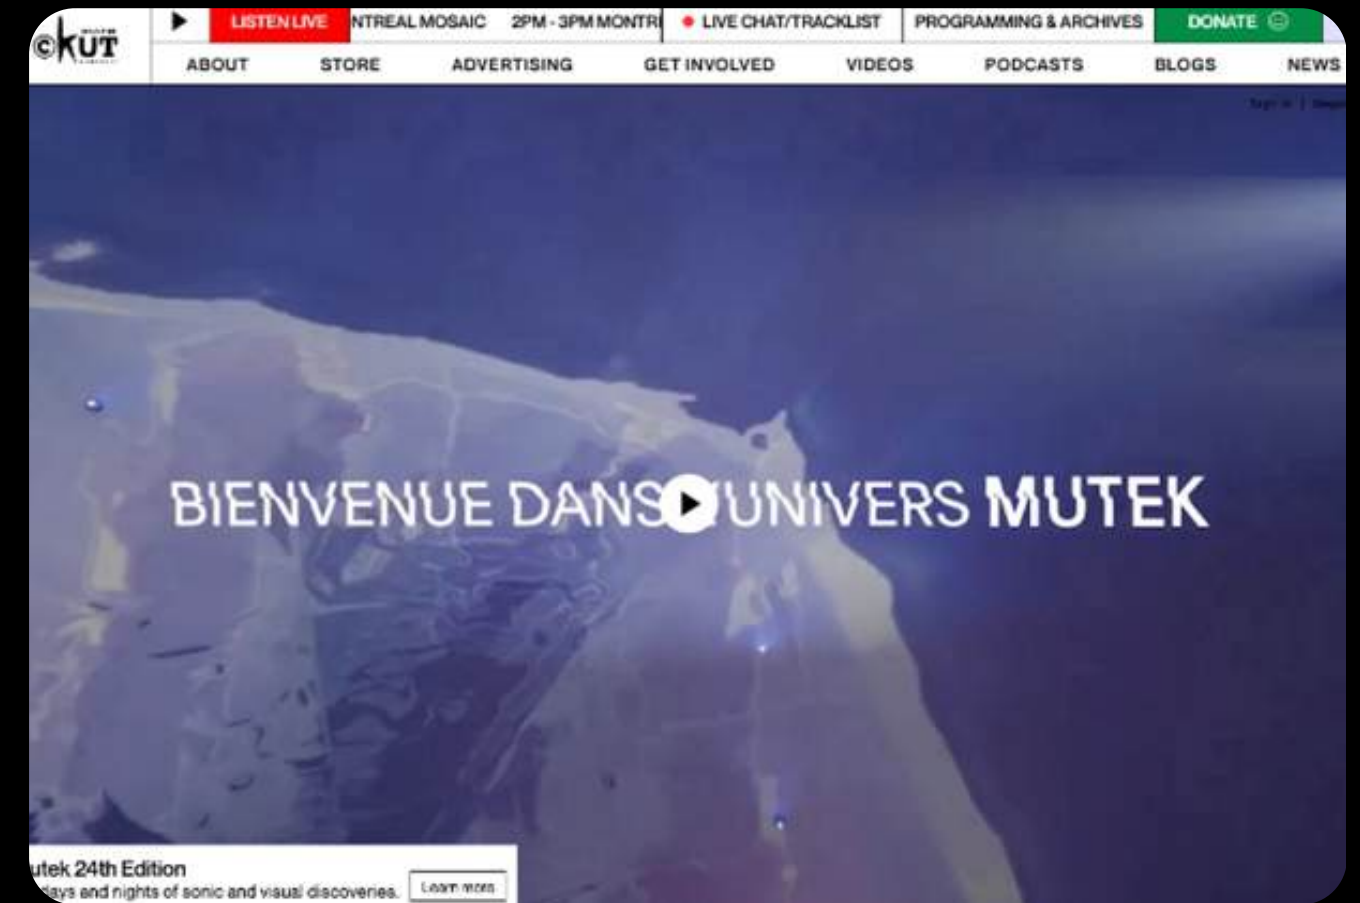 CKUT
LISTEN LIVE
NTREAL MOSAIC 2PM - 3PM MONTR
LIVE CHAT/TRACKLIST
PROGRAMMING & ARCHIVES
DONATE
ABOUT
STORE
ADVERTISING
GET INVOLVED
VIDEOS
PODCASTS
BLOGS
NEWS
BIENVENUE DANS L'UNIVERS MUTEK
utek 24th Edition
days and nights of sonic and visual discoveries.
Learn more